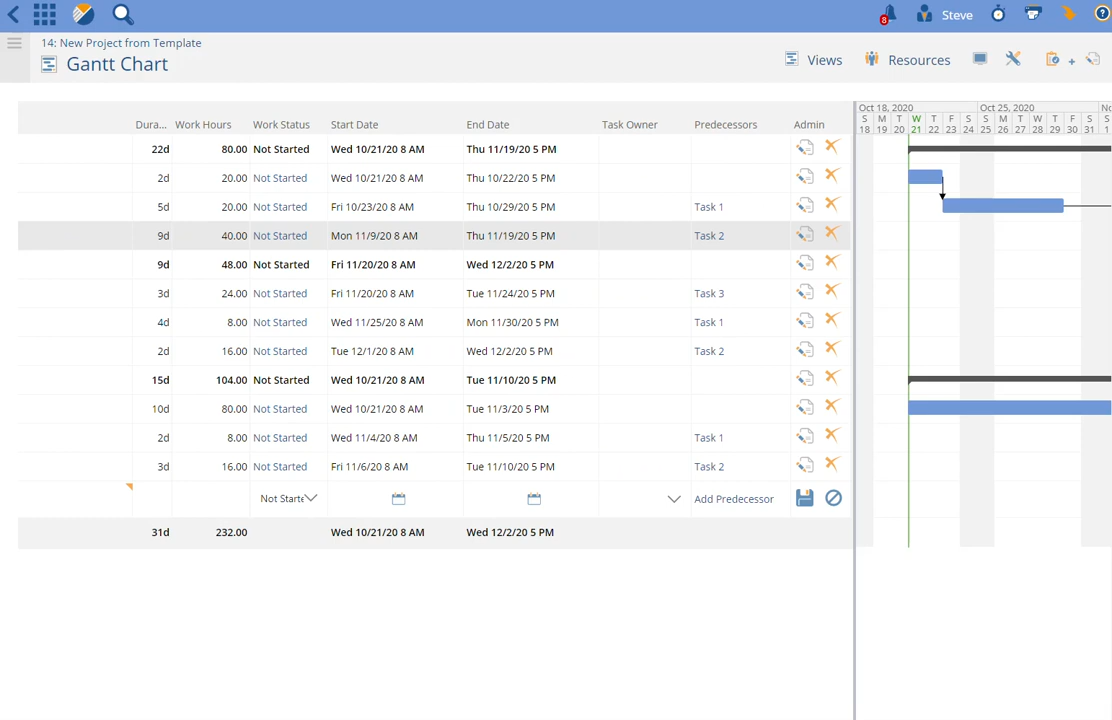 8 Steve ?
14: New Project from Template
Gantt Chart
Views Resources +
Oct 18, 2020 Oct 25, 2020 No
Dura... Work Hours Work Status Start Date End Date Task Owner Predecessors Admin
S M T W T F S S M T W T F S S
18 19 20 21 22 23 24 25 26 27 28 29 30 31 1
22d 80.00 Not Started Wed 10/21/20 8 AM Thu 11/19/20 5 PM
2d 20.00 Not Started Wed 10/21/20 8 AM Thu 10/22/20 5 PM
5d 20.00 Not Started Fri 10/23/20 8 AM Thu 10/29/20 5 PM Task 1
9d 40.00 Not Started Mon 11/9/20 8 AM Thu 11/19/20 5 PM Task 2
9d 48.00 Not Started Fri 11/20/20 8 AM Wed 12/2/20 5 PM
3d 24.00 Not Started Fri 11/20/20 8 AM Tue 11/24/20 5 PM Task 3
4d 8.00 Not Started Wed 11/25/20 8 AM Mon 11/30/20 5 PM Task 1
2d 16.00 Not Started Tue 12/1/20 8 AM Wed 12/2/20 5 PM Task 2
15d 104.00 Not Started Wed 10/21/20 8 AM Tue 11/10/20 5 PM
10d 80.00 Not Started Wed 10/21/20 8 AM Tue 11/3/20 5 PM
2d 8.00 Not Started Wed 11/4/20 8 AM Thu 11/5/20 5 PM Task 1
3d 16.00 Not Started Fri 11/6/20 8 AM Tue 11/10/20 5 PM Task 2
Not Starte Add Predecessor
31d 232.00 Wed 10/21/20 8 AM Wed 12/2/20 5 PM